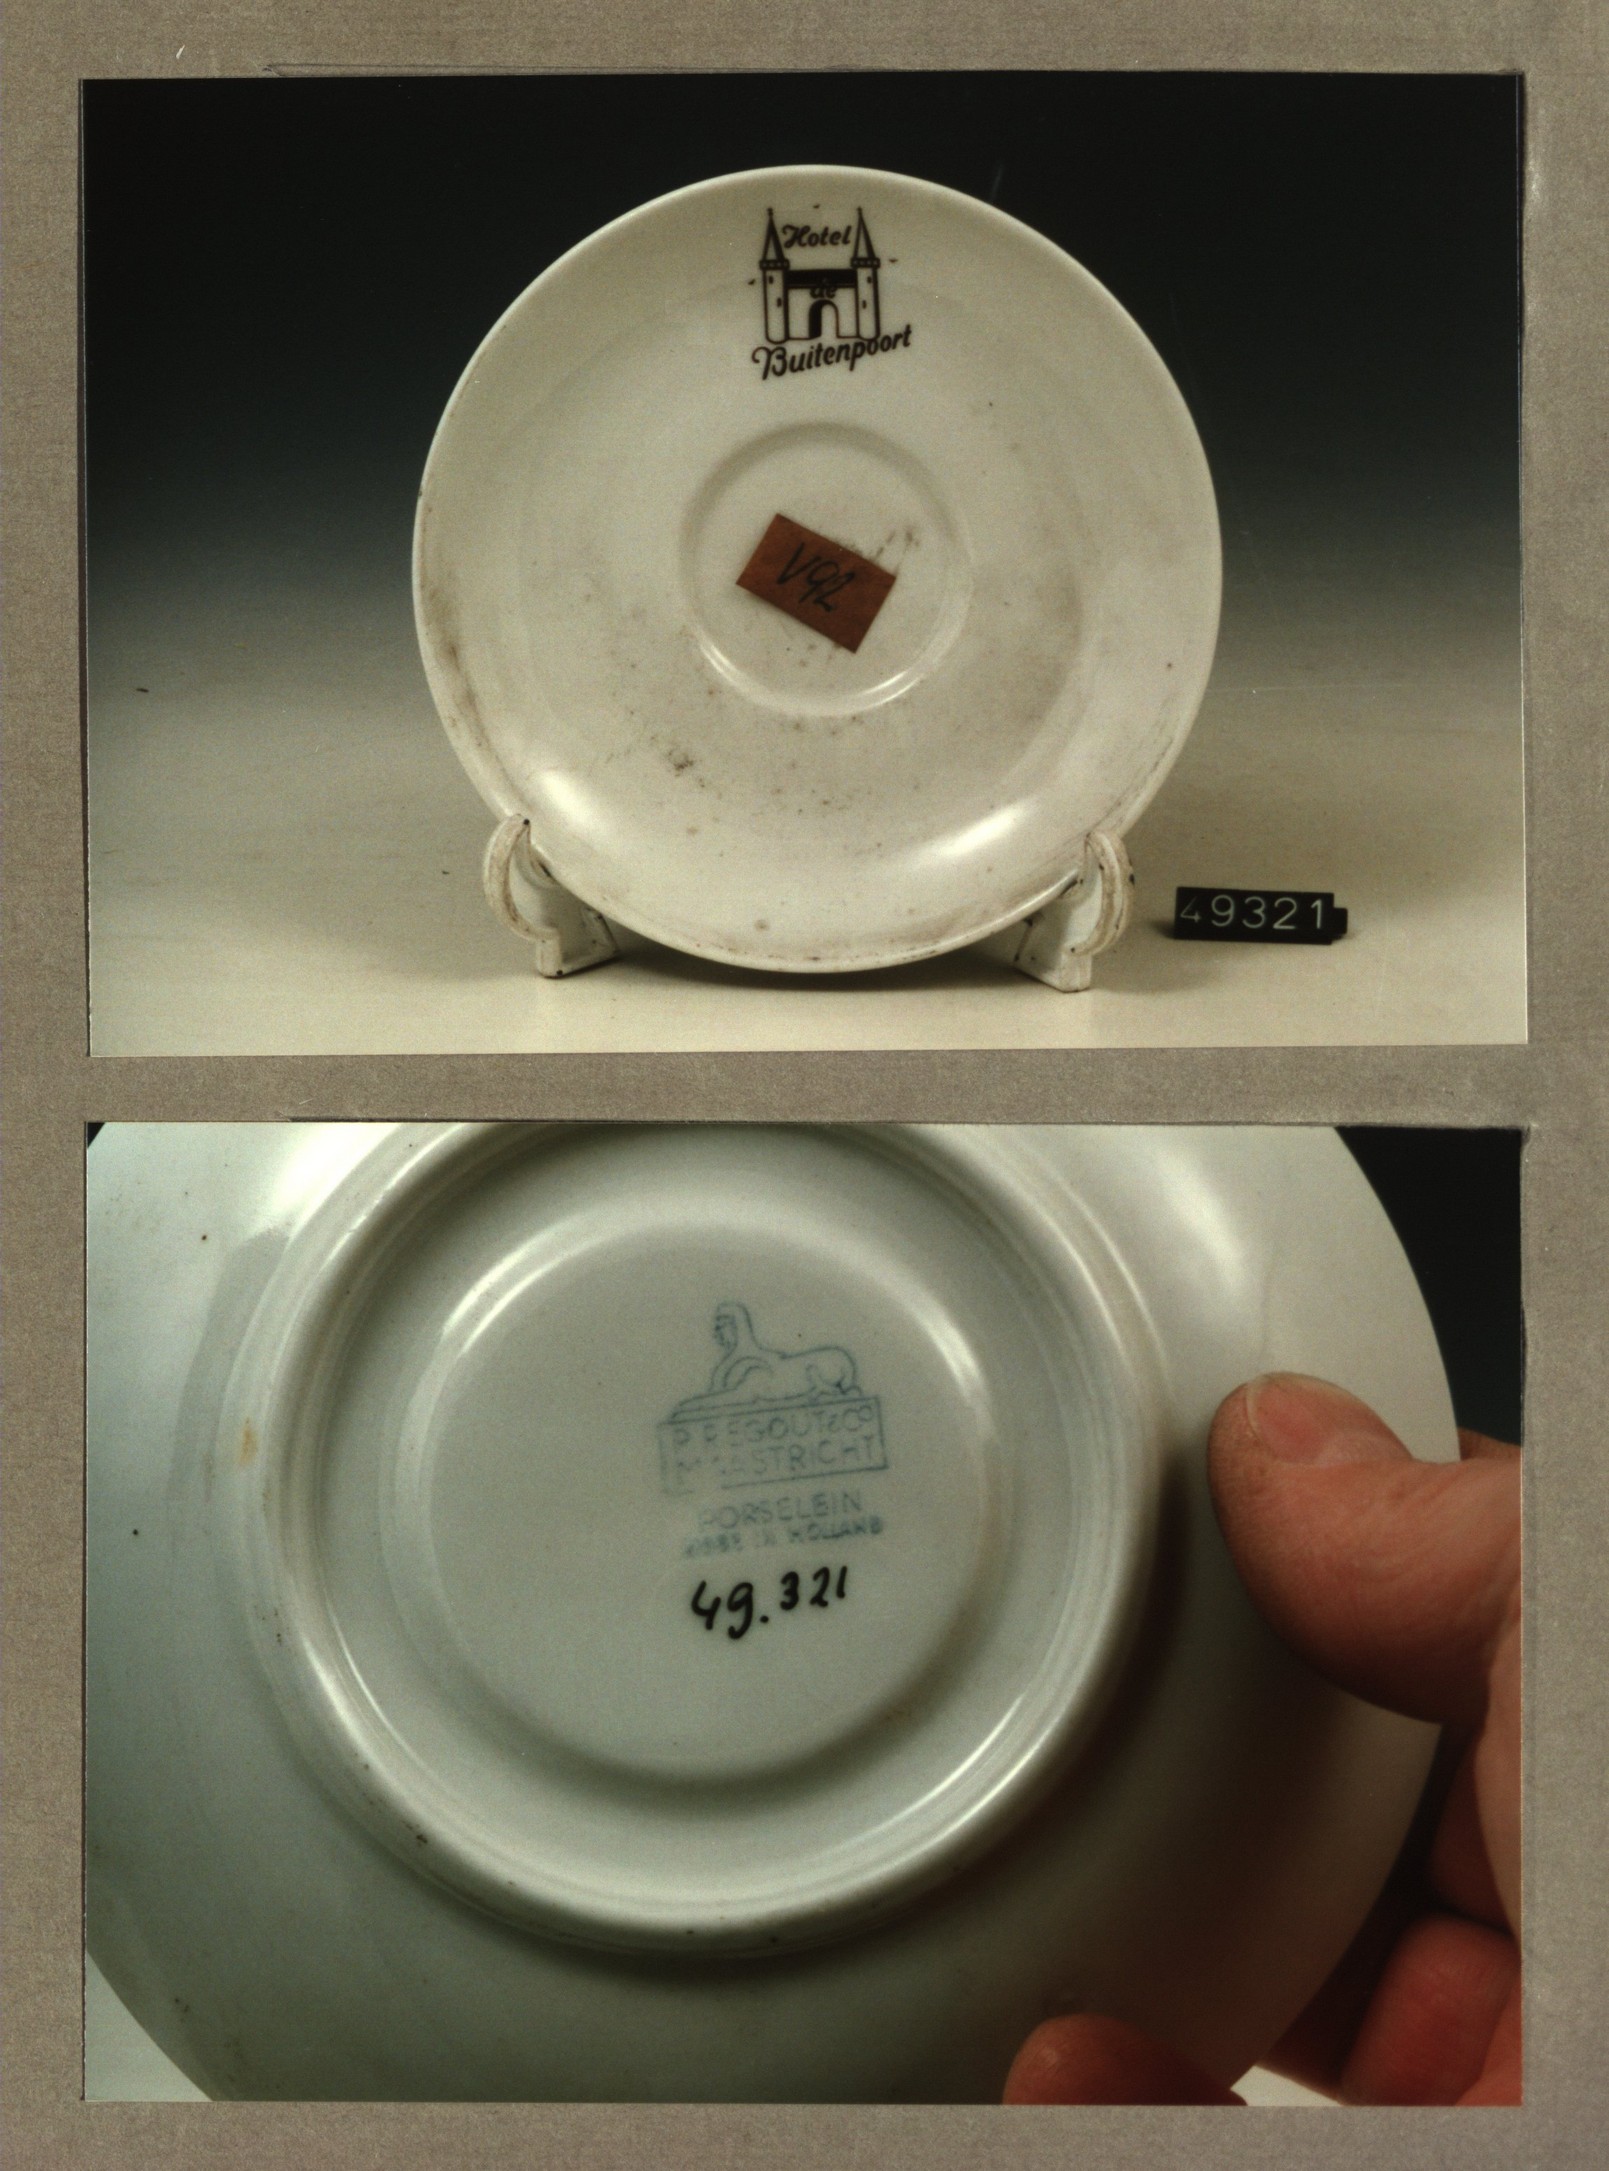 Hotel
de
Buitenpoort
V92
49321
P. REGOUT & Co
MAASTRICHT
PORSELEIN
MADE IN HOLLAND
49.321